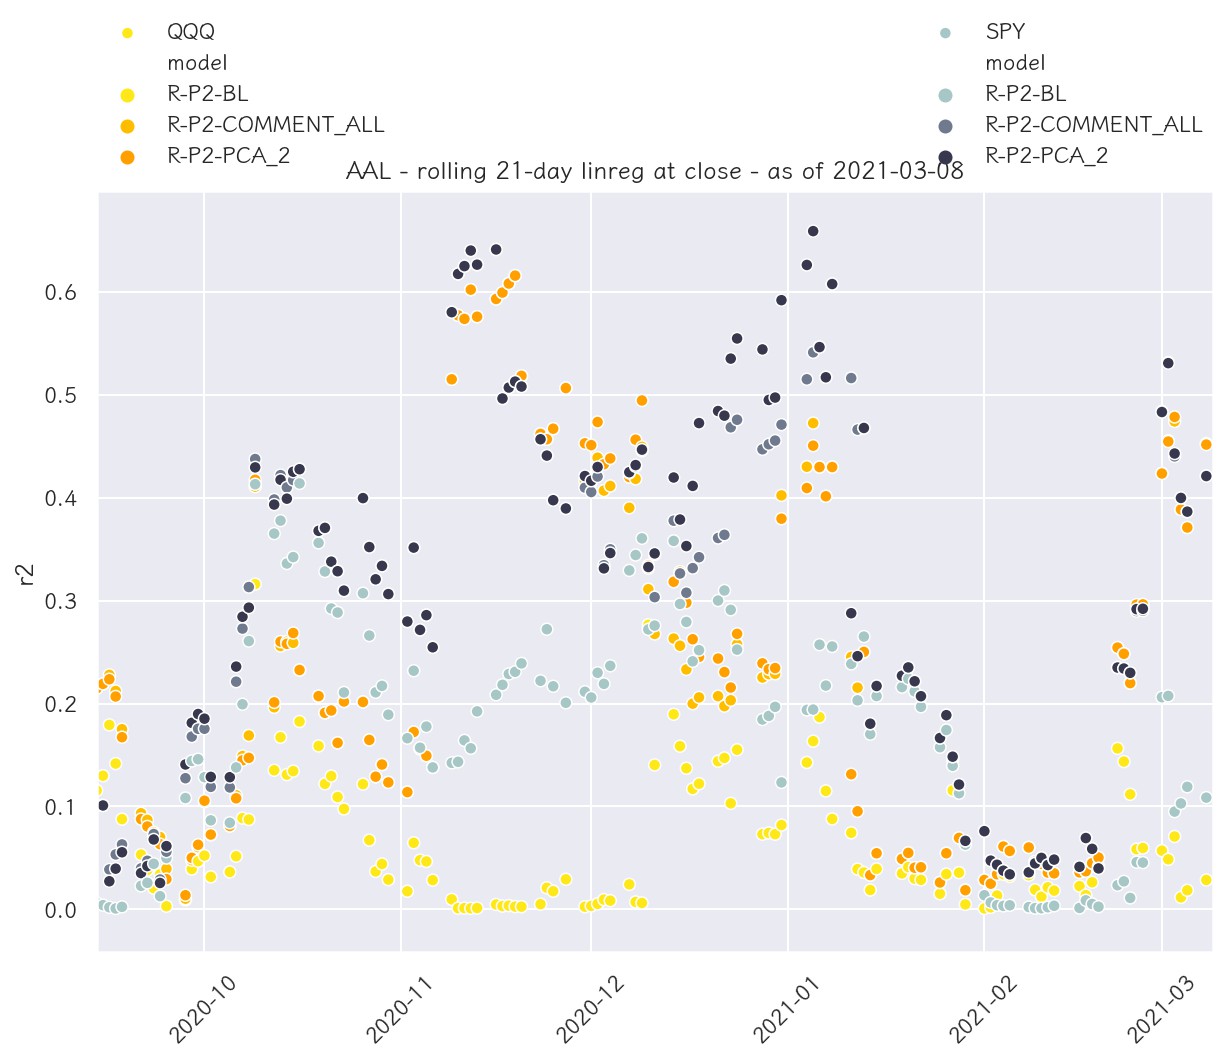 QQQ
model
R-P2-BL
R-P2-COMMENT_ALL
R-P2-PCA_2
SPY
model
R-P2-BL
R-P2-COMMENT_ALL
R-P2-PCA_2
AAL - rolling 21-day linreg at close - as of 2021-03-08
r2
0.6
0.5
0.4
0.3
0.2
0.1
0.0
2020-10
2020-11
2020-12
2021-01
2021-02
2021-03